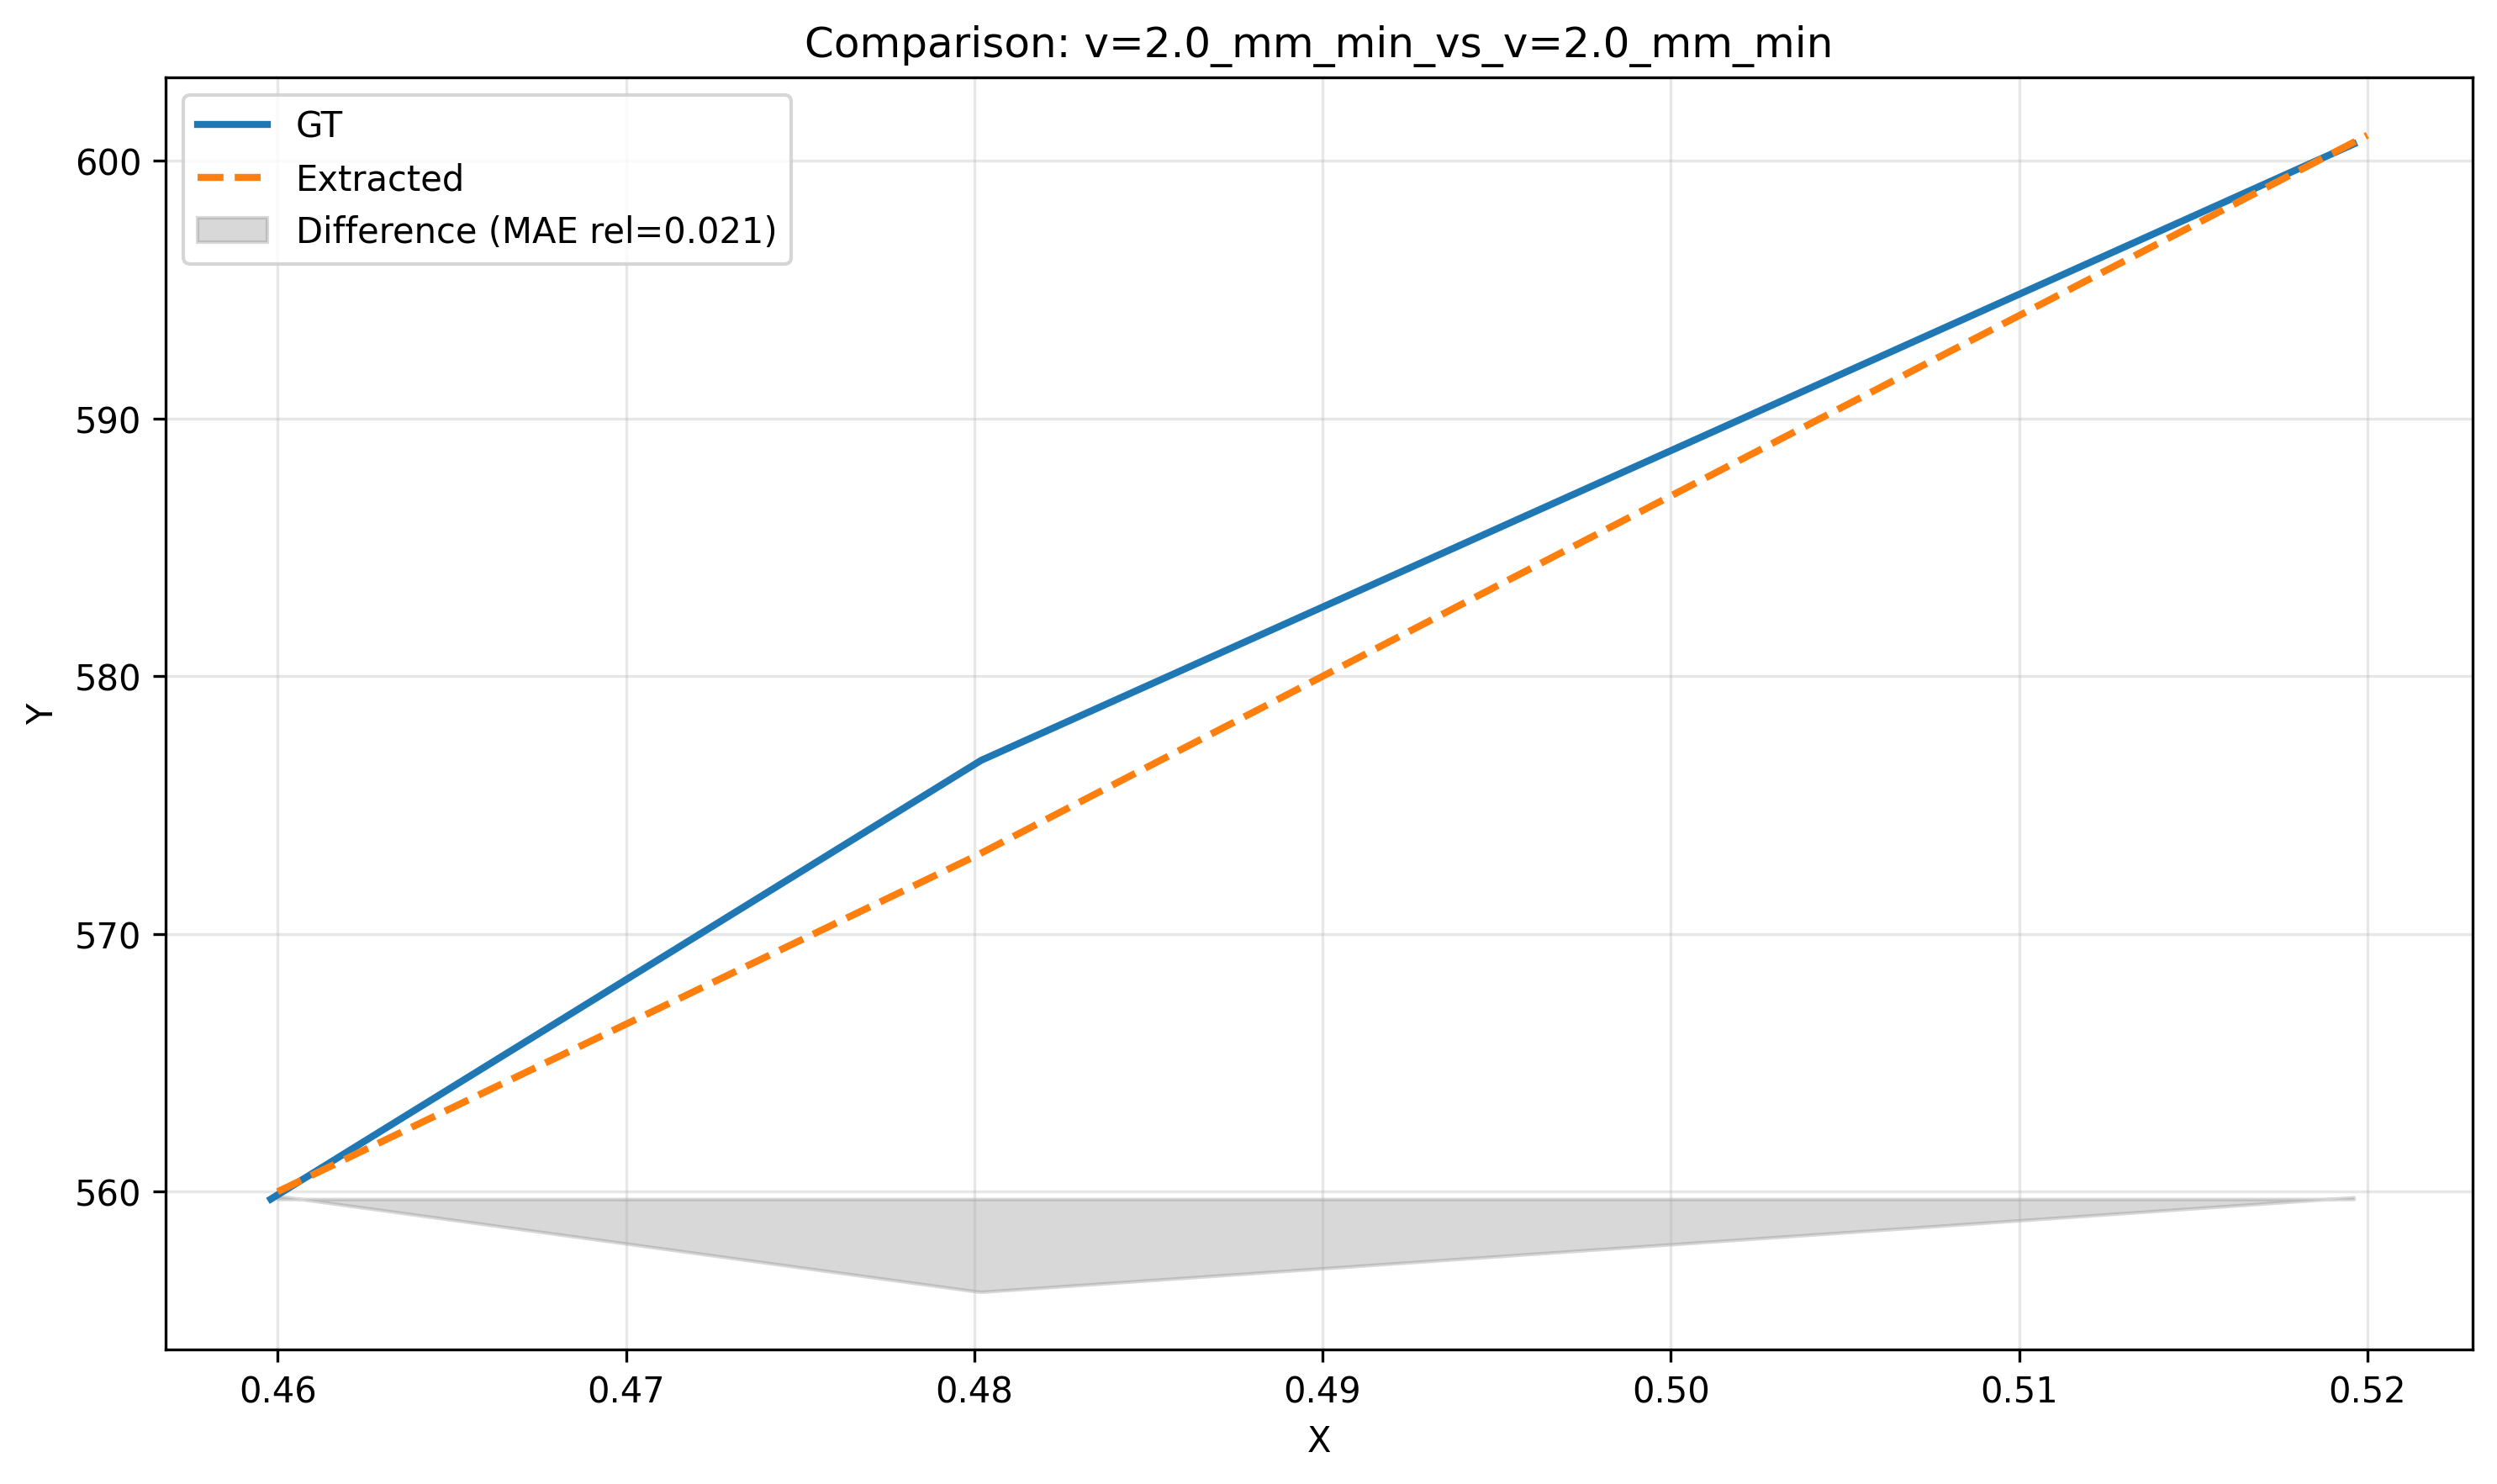 Comparison: v=2.0_mm_min_vs_v=2.0_mm_min
GT
Extracted
Difference (MAE rel=0.021)
600
590
580
570
560
Y
0.46 0.47 0.48 0.49 0.50 0.51 0.52
X